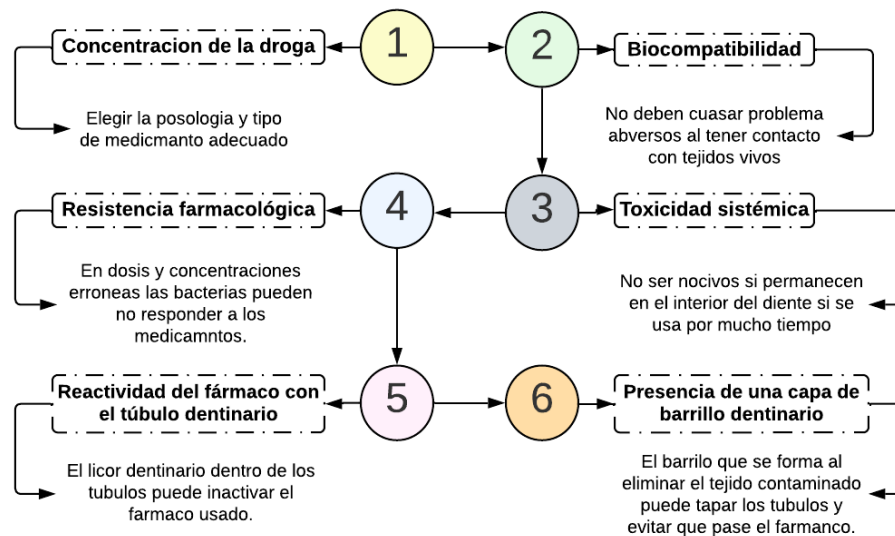 1
Concentracion de la droga
Elegir la posologia y tipo
de medicmanto adecuado
2
Biocompatibilidad
No deben cuasar problema
abversos al tener contacto
con tejidos vivos
3
Toxicidad sistémica
No ser nocivos si permanecen
en el interior del diente si se
usa por mucho tiempo
4
Resistencia farmacológica
En dosis y concentraciones
erroneas las bacterias pueden
no responder a los
medicamntos.
5
Reactividad del fármaco con
el túbulo dentinario
El licor dentinario dentro de los
tubulos puede inactivar el
farmaco usado.
6
Presencia de una capa de
barrillo dentinario
El barrilo que se forma al
eliminar el tejido contaminado
puede tapar los tubulos y
evitar que pase el farmanco.